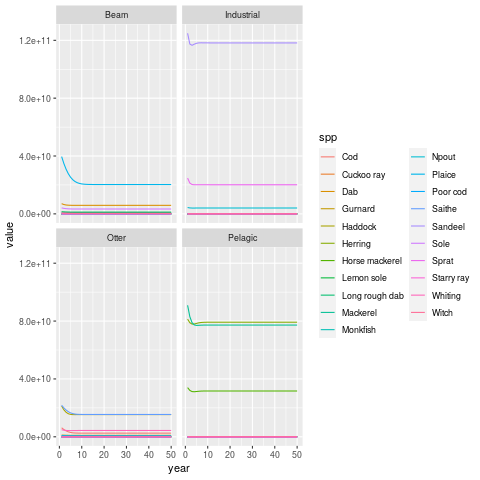 Beam
Industrial
1.2e+11
8.0e+10
4.0e+10
0.0e+00
Otter
Pelagic
1.2e+11
8.0e+10
4.0e+10
0.0e+00
0 10 20 30 40 50 0 10 20 30 40 50
year
value
spp
Cod
Cuckoo ray
Dab
Gurnard
Haddock
Herring
Horse mackerel
Lemon sole
Long rough dab
Mackerel
Monkfish
Npout
Plaice
Poor cod
Saithe
Sandeel
Sole
Sprat
Starry ray
Whiting
Witch